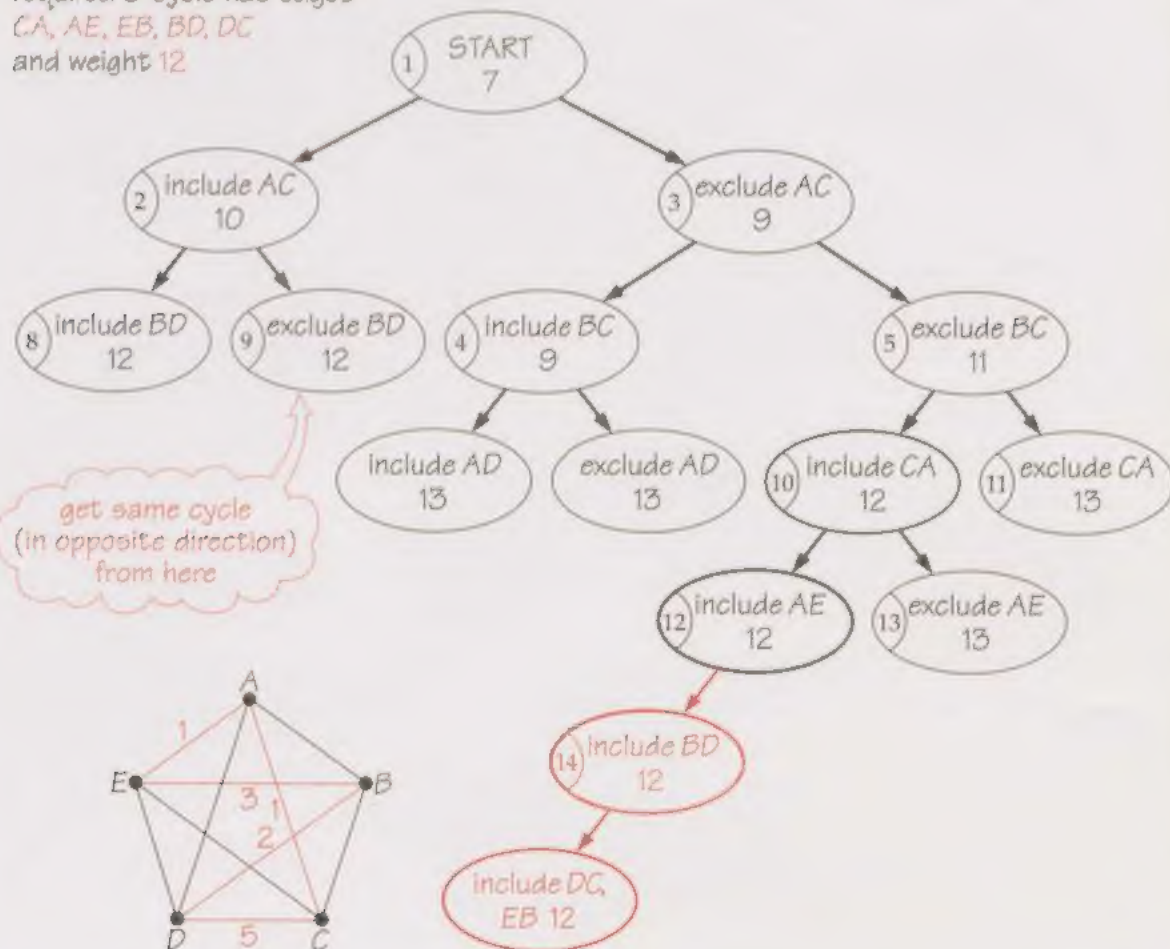 CA, AE, EB, BD, DC
and weight 12
1 START
7
2 include AC
10
3 exclude AC
9
8 include BD
12
9 exclude BD
12
4 include BC
9
5 exclude BC
11
include AD
13
exclude AD
13
10 include CA
12
11 exclude CA
13
get same cycle
(in opposite direction)
from here
12 include AE
12
13 exclude AE
13
14 include BD
12
include DC,
EB 12
A
1
E
B
3
1
2
D
5
C